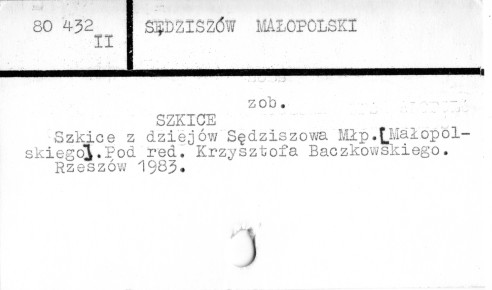 80 432
II
SĘDZISZÓW MAŁOPOLSKI
zob.
SZKICE
Szkice z dziejów Sędziszowa Młp.[Małopol-
skiego].Pod red. Krzysztofa Baczkowskiego.
Rzeszów 1983.